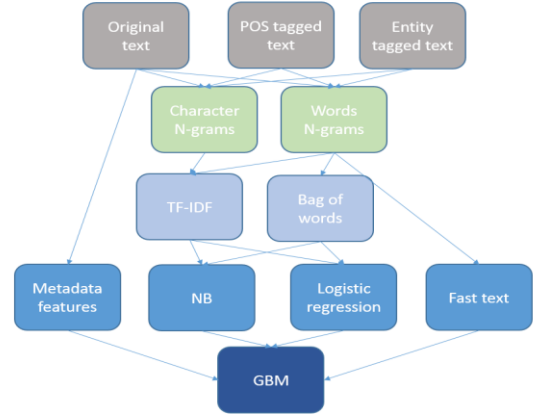 Original
text
POS tagged
text
Entity
tagged text
Character
N-grams
Words
N-grams
TF-IDF
Bag of
words
Metadata
features
NB
Logistic
regression
Fast text
GBM